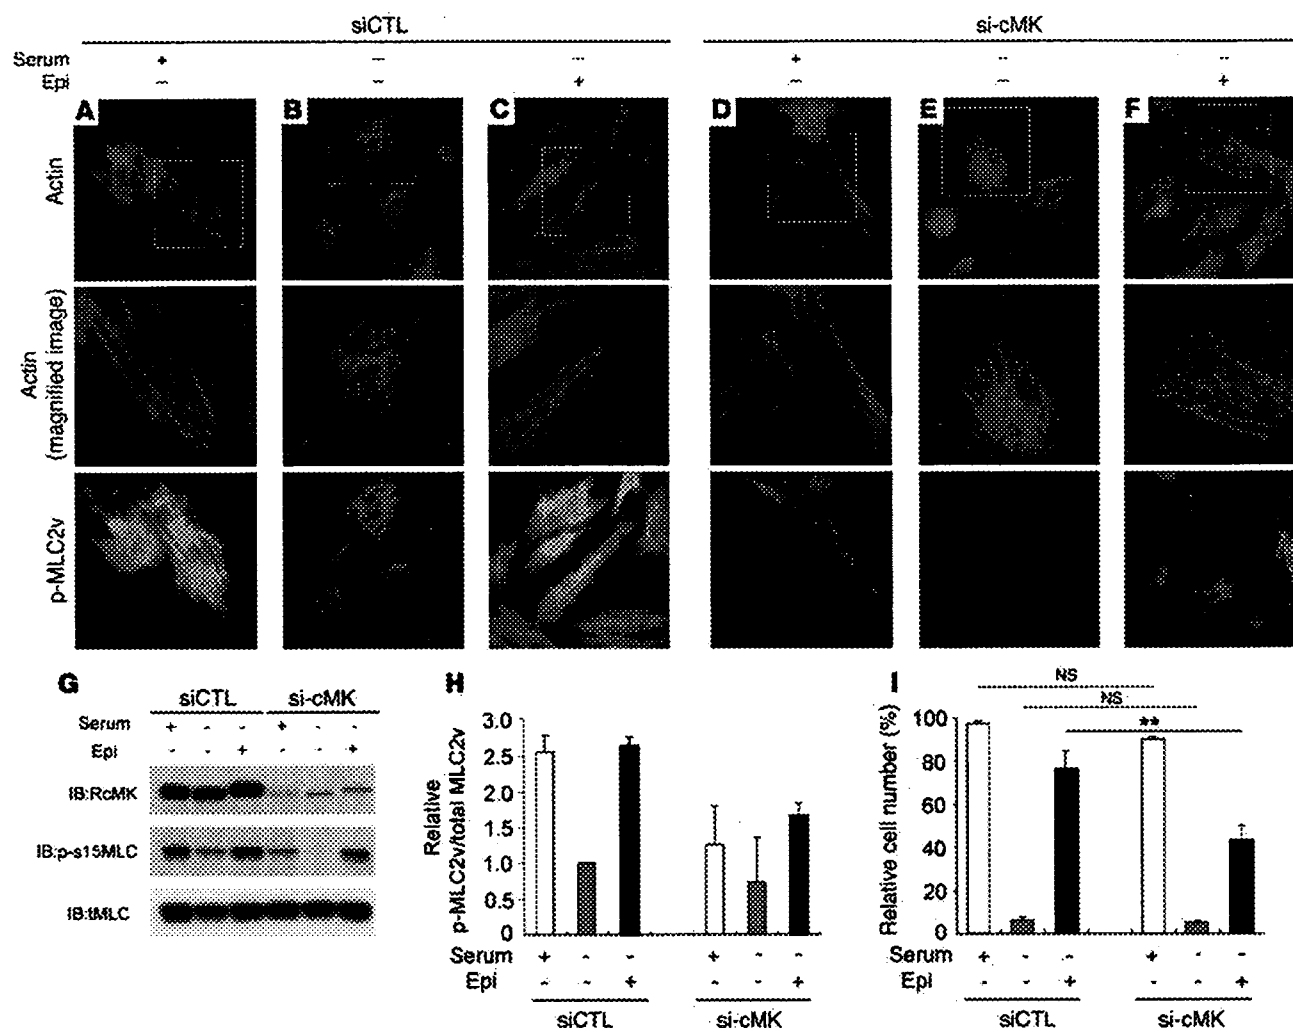 siCTL si-cMK
Serum + - - + - -
Epi - - + - - +
A B C D E F
Actin
Actin
(magnified image)
p-MLC2v
G
siCTL si-cMK
Serum + - - + - -
Epi - - + - - +
IB:RcMK
IB:p-s15MLC
IB:tMLC
H
Relative
p-MLC2v/total MLC2v
3.0
2.5
2.0
1.5
1.0
0.5
0
Serum + - - + - -
Epi - - + - - +
siCTL si-cMK
I
NS
NS
**
Relative cell number (%)
100
80
60
40
20
0
Serum + - - + - -
Epi - - + - - +
siCTL si-cMK